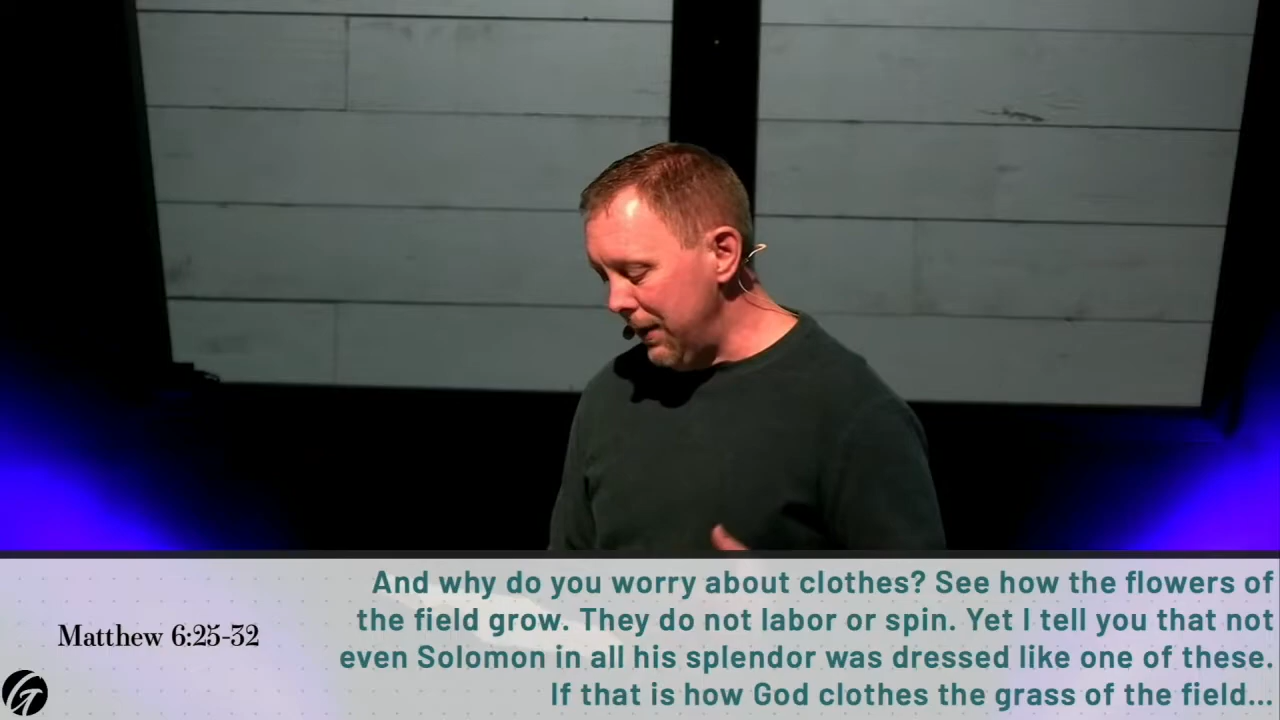 Matthew 6:25-32
And why do you worry about clothes? See how the flowers of
the field grow. They do not labor or spin. Yet I tell you that not
even Solomon in all his splendor was dressed like one of these.
If that is how God clothes the grass of the field...